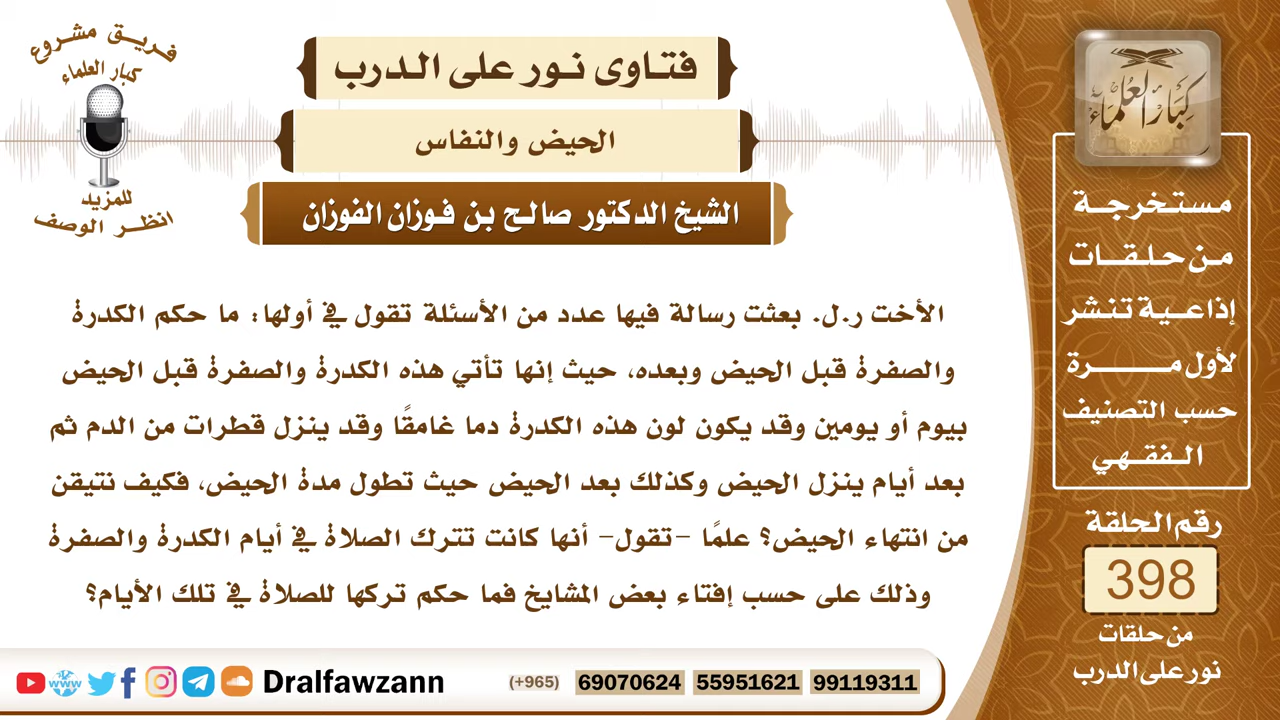 فريق مشروع
كبار العلماء
للمزيد
انظر الوصف
فتاوى نور على الدرب
الحيض والنفاس
الشيخ الدكتور صالح بن فوزان الفوزان
الأخت ر.ل. بعثت رسالة فيها عدد من الأسئلة تقول في أولها: ما حكم الكدرة
والصفرة قبل الحيض وبعده، حيث إنها تأتي هذه الكدرة والصفرة قبل الحيض
بيوم أو يومين وقد يكون لون هذه الكدرة دما غامقًا وقد ينزل قطرات من الدم ثم
بعد أيام ينزل الحيض وكذلك بعد الحيض حيث تطول مدة الحيض، فكيف نتيقن
من انتهاء الحيض؟ علمًا -تقول- أنها كانت تترك الصلاة في أيام الكدرة والصفرة
وذلك على حسب إفتاء بعض المشايخ فما حكم تركها للصلاة في تلك الأيام؟
كبار العلماء
مستخرجة
من حلقات
إذاعية تنشر
لأول مرة
حسب التصنيف
الفقهي
رقم الحلقة
398
من حلقات
نور على الدرب
www
Dralfawzann
(+965) 69070624 55951621 99119311